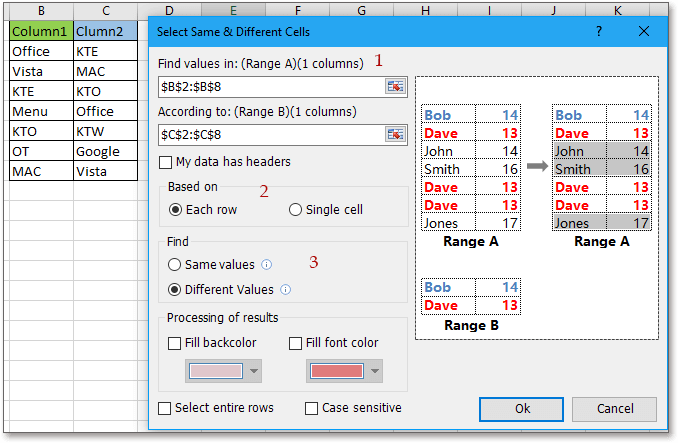 B C D E F G H I J K
Column1 Clumn2
Office KTE
Vista MAC
KTE KTO
Menu Office
KTO KTW
OT Google
MAC Vista
Select Same & Different Cells ? ×
Find values in: (Range A)(1 columns) 1
$B$2:$B$8
According to: (Range B)(1 columns)
$C$2:$C$8
My data has headers
Based on 2
Each row Single cell
Find 3
Same values
Different Values
Processing of results
Fill backcolor Fill font color
Select entire rows Case sensitive
Bob 14
Dave 13
John 14
Smith 16
Dave 13
Dave 13
Jones 17
Range A
Bob 14
Dave 13
John 14
Smith 16
Dave 13
Dave 13
Jones 17
Range A
Bob 14
Dave 13
Range B
Ok Cancel